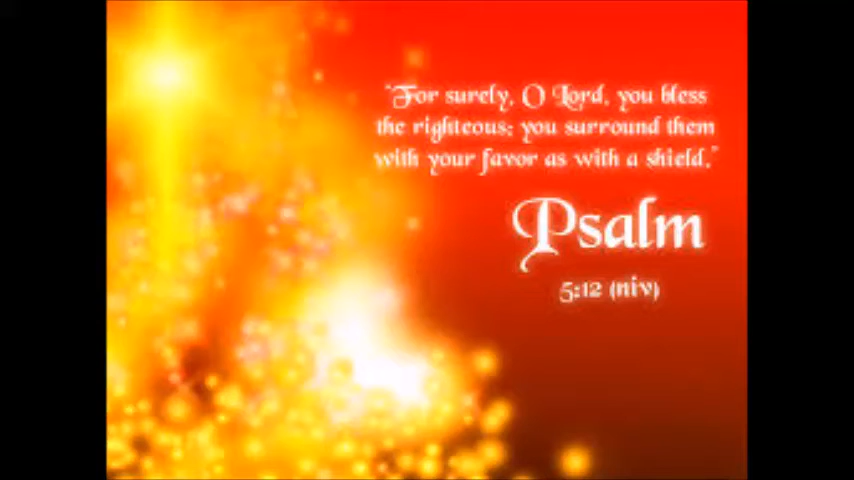 "For surely, O Lord, you bless
the righteous; you surround them
with your favor as with a shield."
Psalm
5:12 (niv)